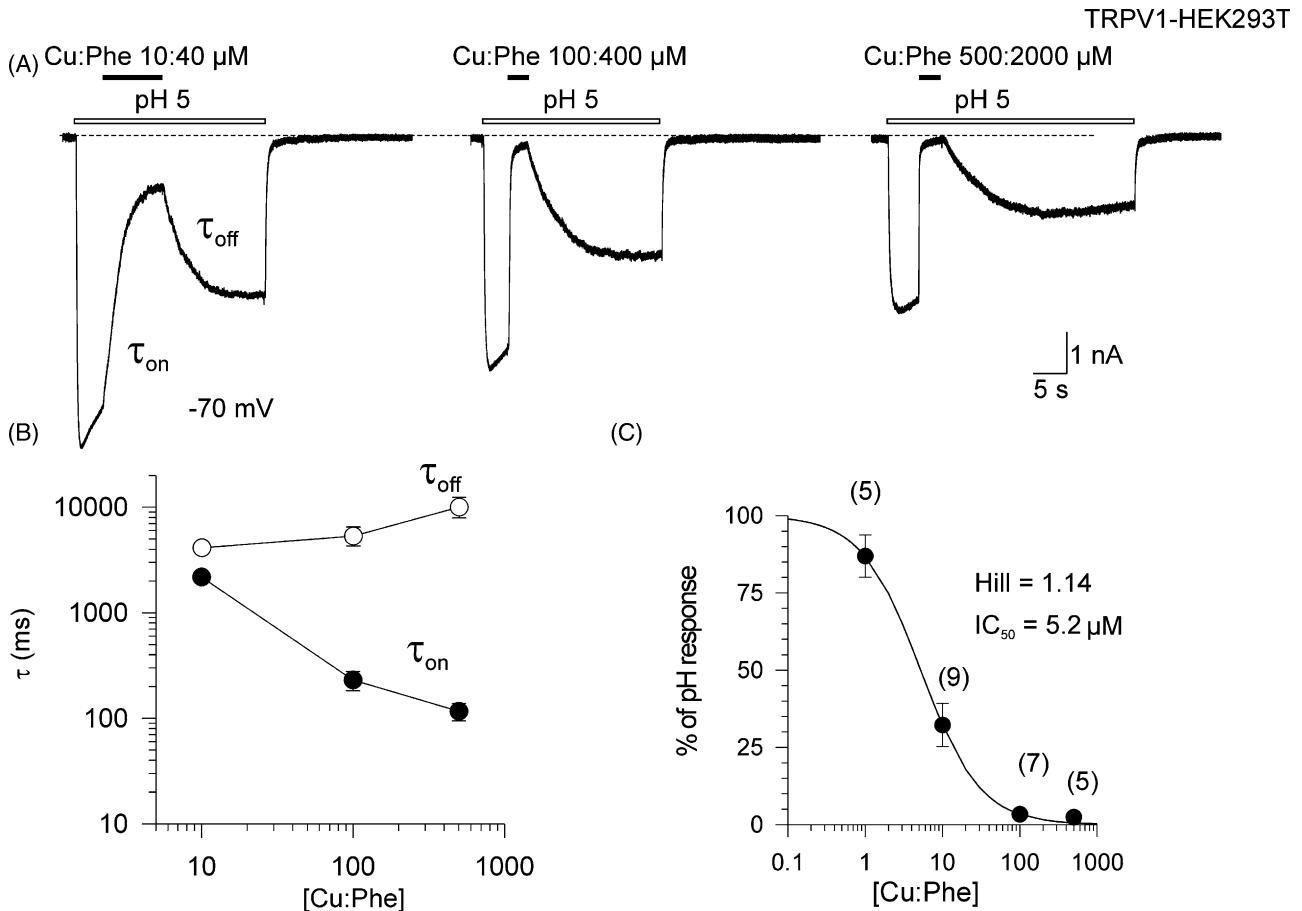 TRPV1-HEK293T
(A)
Cu:Phe 10:40 µM
Cu:Phe 100:400 µM
Cu:Phe 500:2000 µM
pH 5
pH 5
pH 5
τoff
τon
-70 mV
1 nA
5 s
(B)
τoff
τon
τ (ms)
10000
1000
100
10
10
100
1000
[Cu:Phe]
(C)
(5)
(9)
(7)
(5)
Hill = 1.14
IC50 = 5.2 µM
% of pH response
100
75
50
25
0
0.1
1
10
100
1000
[Cu:Phe]